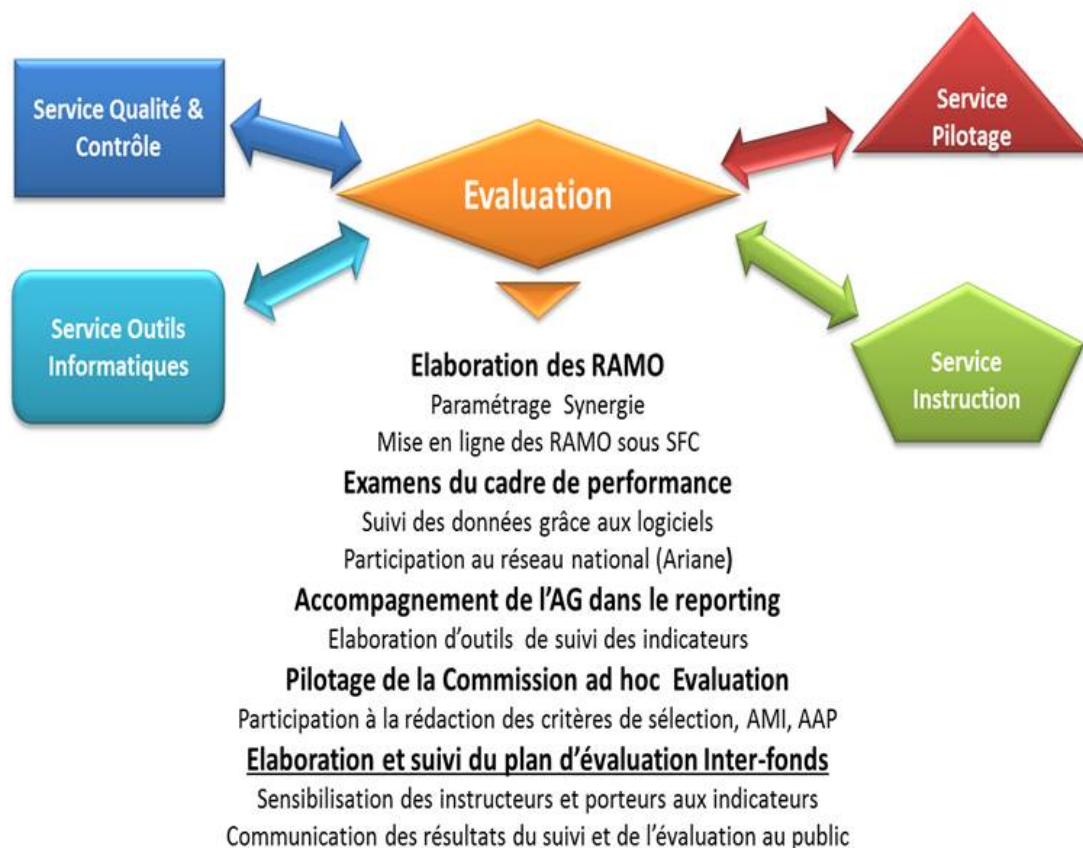 Service Qualité &
Contrôle
Service
Pilotage
Evaluation
Service Outils
Informatiques
Service
Instruction
Elaboration des RAMO
Paramétrage Synergie
Mise en ligne des RAMO sous SFC
Examens du cadre de performance
Suivi des données grâce aux logiciels
Participation au réseau national (Ariane)
Accompagnement de l'AG dans le reporting
Elaboration d'outils de suivi des indicateurs
Pilotage de la Commission ad hoc Evaluation
Participation à la rédaction des critères de sélection, AMI, AAP
Elaboration et suivi du plan d'évaluation Inter-fonds
Sensibilisation des instructeurs et porteurs aux indicateurs
Communication des résultats du suivi et de l'évaluation au public